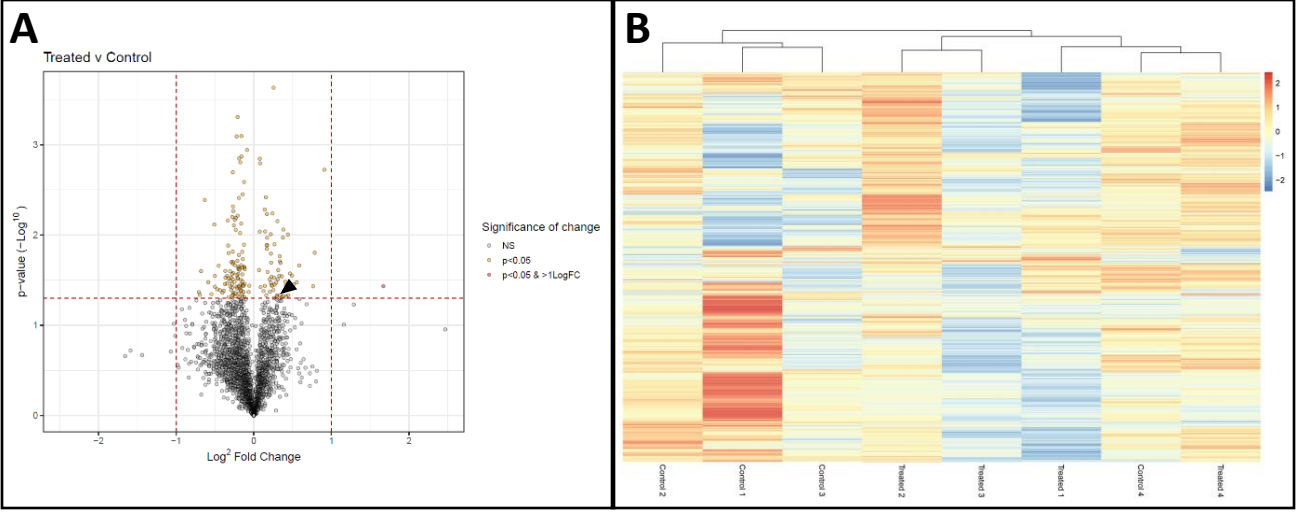 A
Treated v Control
3
2
1
0
−2
−1
0
1
2
p-value (−Log10 )
Log2 Fold Change
Significance of change
NS
p<0.05
p<0.05 & >1LogFC
B
2
1
0
−1
−2
Control 2
Control 1
Control 3
Treated 2
Treated 3
Treated 1
Control 4
Treated 4